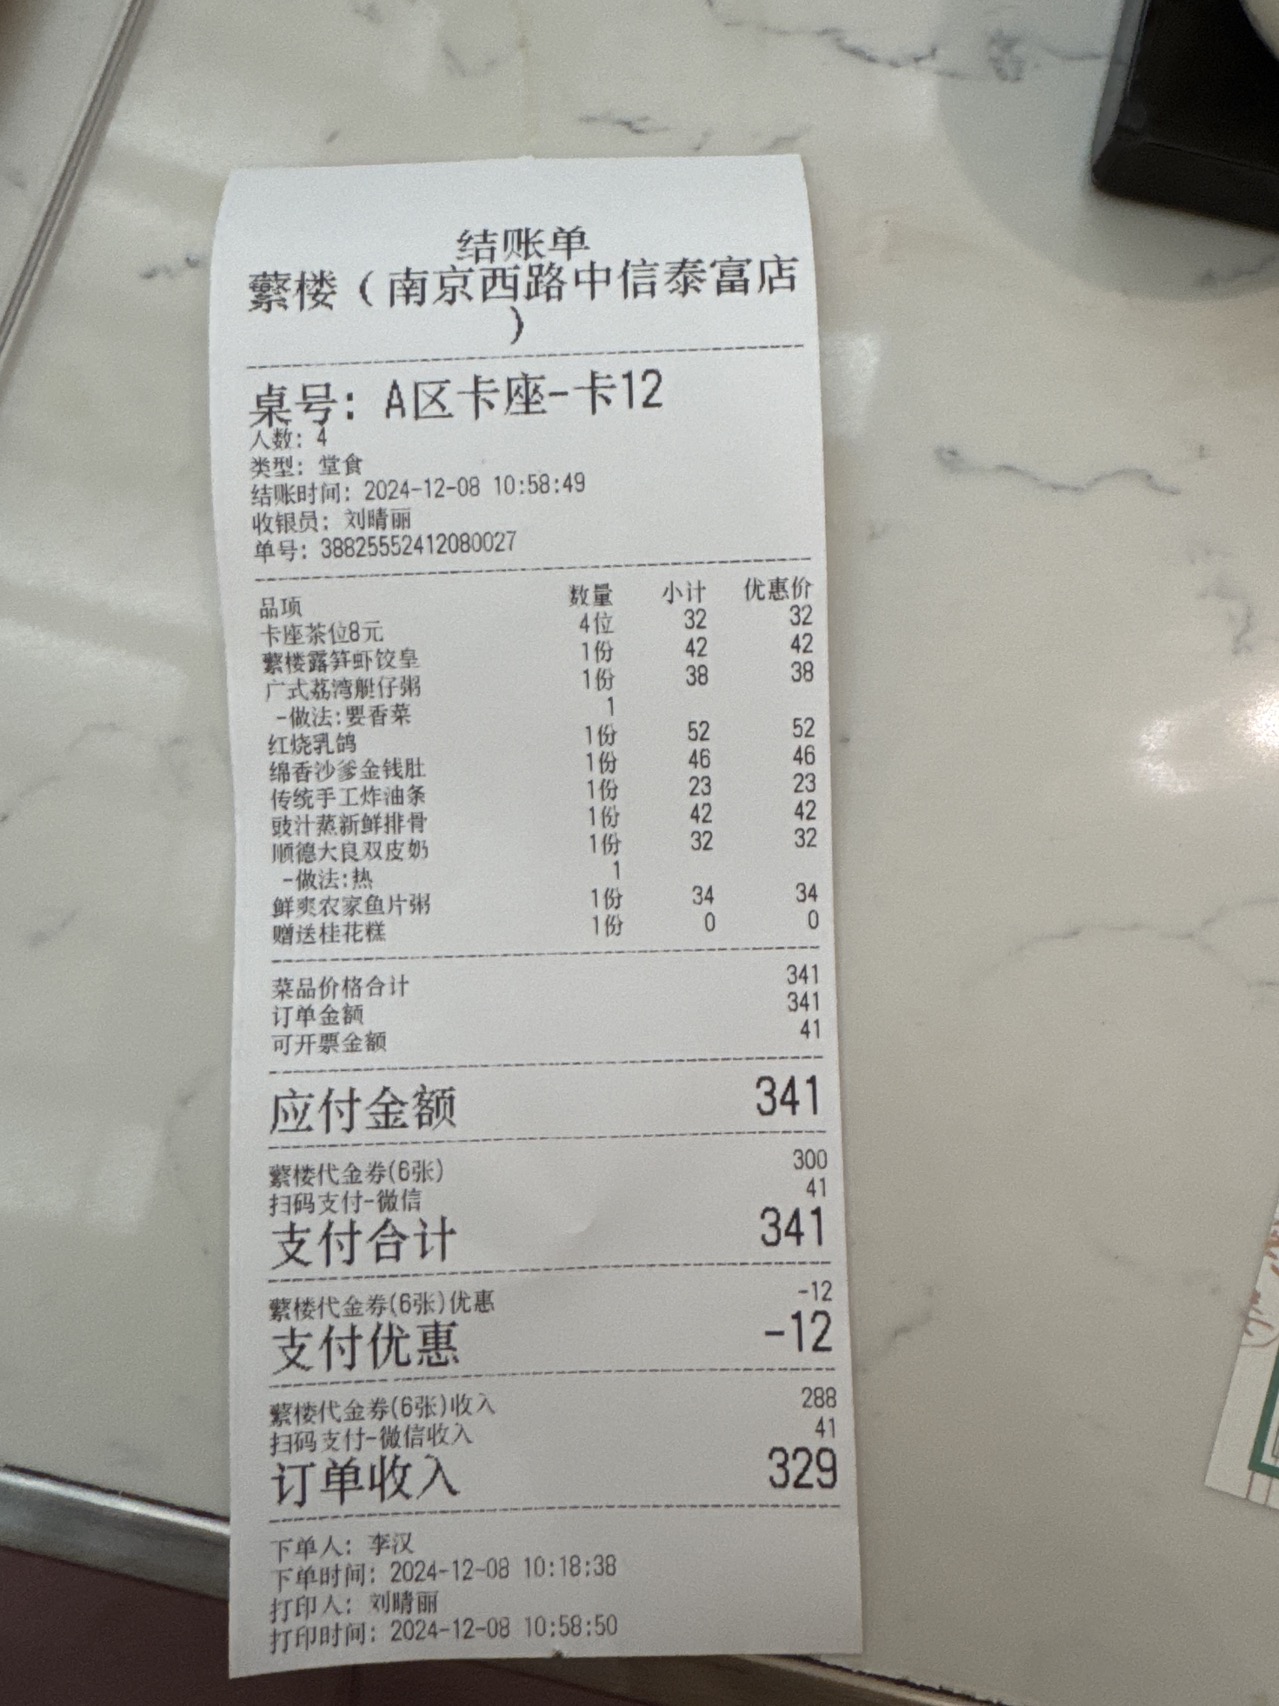 结账单
蘩楼（南京西路中信泰富店
）
桌号：A区卡座-卡12
人数：4
类型：堂食
结账时间：2024-12-08 10:58:49
收银员：刘晴丽
单号：38825552412080027
品项 数量 小计 优惠价
卡座茶位8元 4位 32 32
蘩楼露笋虾饺皇 1份 42 42
广式荔湾艇仔粥 1份 38 38
-做法:要香菜 1
红烧乳鸽 1份 52 52
绵香沙爹金钱肚 1份 46 46
传统手工炸油条 1份 23 23
豉汁蒸新鲜排骨 1份 42 42
顺德大良双皮奶 1份 32 32
-做法:热 1
鲜爽农家鱼片粥 1份 34 34
赠送桂花糕 1份 0 0
菜品价格合计 341
订单金额 341
可开票金额 41
应付金额 341
蘩楼代金券(6张) 300
扫码支付-微信 41
支付合计 341
蘩楼代金券(6张)优惠 -12
支付优惠 -12
蘩楼代金券(6张)收入 288
扫码支付-微信收入 41
订单收入 329
下单人：李汉
下单时间：2024-12-08 10:18:38
打印人：刘晴丽
打印时间：2024-12-08 10:58:50